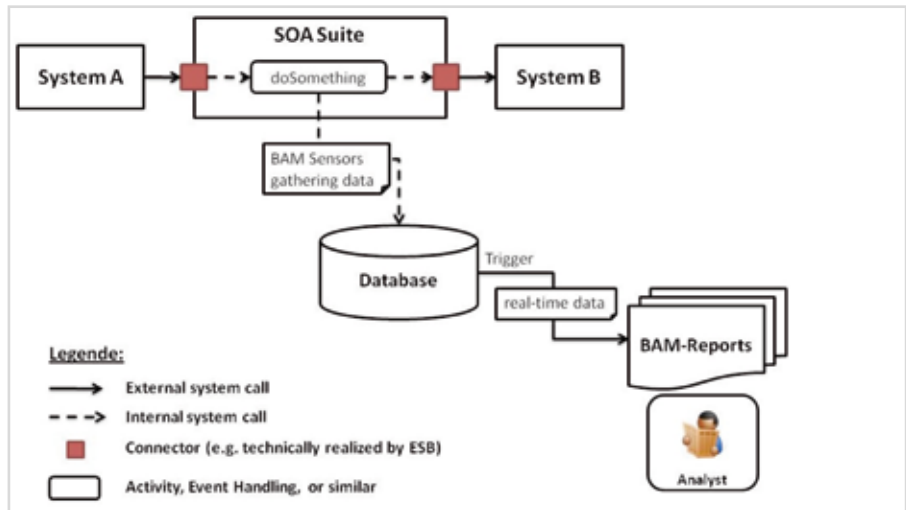 SOA Suite
System A
doSomething
System B
BAM Sensors
gathering data
Database
Trigger
real-time data
BAM-Reports
Legende:
External system call
Internal system call
Connector (e.g. technically realized by ESB)
Activity, Event Handling, or similar
Analyst